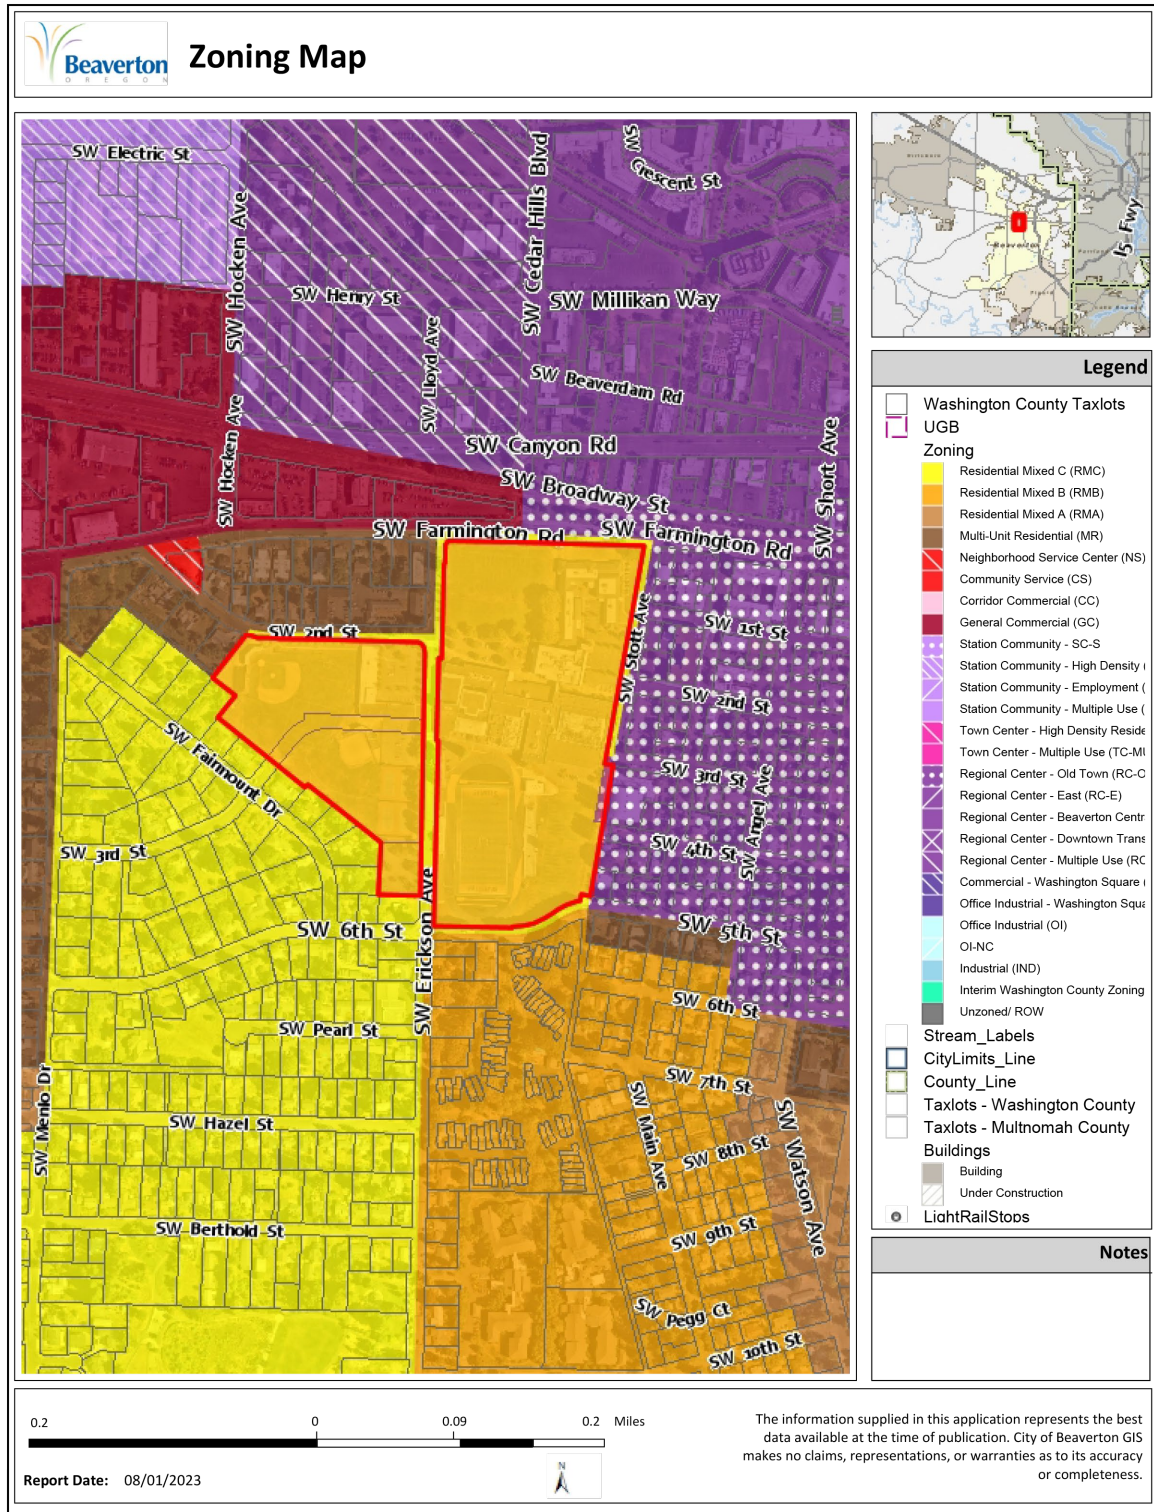 Beaverton
OREGON
Zoning Map
SW Electric St
SW Hocken Ave
SW Cedar Hills Blvd
SW Crescent St
SW Henry St
SW Millikan Way
SW Lloyd Ave
SW Beaverdam Rd
SW Hocken Ave
SW Canyon Rd
SW Short Ave
SW Broadway St
SW Farmington Rd
SW Farmington Rd
SW 2nd St
SW Stott Ave
SW 1st St
SW 2nd St
SW Fairmount Dr
SW 3rd St
SW Angel Ave
SW 3rd St
SW 4th St
SW Erickson Ave
SW 6th St
SW 5th St
SW 6th St
SW Pearl St
SW Menlo Dr
SW 7th St
SW Main Ave
SW Watson Ave
SW Hazel St
SW 8th St
SW Berthold St
SW 9th St
SW Pegg Ct
SW 10th St
Beaverton
I5 Fwy
Legend
Washington County Taxlots
UGB
Zoning
Residential Mixed C (RMC)
Residential Mixed B (RMB)
Residential Mixed A (RMA)
Multi-Unit Residential (MR)
Neighborhood Service Center (NS)
Community Service (CS)
Corridor Commercial (CC)
General Commercial (GC)
Station Community - SC-S
Station Community - High Density (
Station Community - Employment (
Station Community - Multiple Use (
Town Center - High Density Reside
Town Center - Multiple Use (TC-MU
Regional Center - Old Town (RC-O
Regional Center - East (RC-E)
Regional Center - Beaverton Centr
Regional Center - Downtown Trans
Regional Center - Multiple Use (RC
Commercial - Washington Square (
Office Industrial - Washington Squa
Office Industrial (OI)
OI-NC
Industrial (IND)
Interim Washington County Zoning
Unzoned/ ROW
Stream_Labels
CityLimits_Line
County_Line
Taxlots - Washington County
Taxlots - Multnomah County
Buildings
Building
Under Construction
LightRailStops
Notes
0.2 0 0.09 0.2 Miles
N
Report Date: 08/01/2023
The information supplied in this application represents the best
data available at the time of publication. City of Beaverton GIS
makes no claims, representations, or warranties as to its accuracy
or completeness.